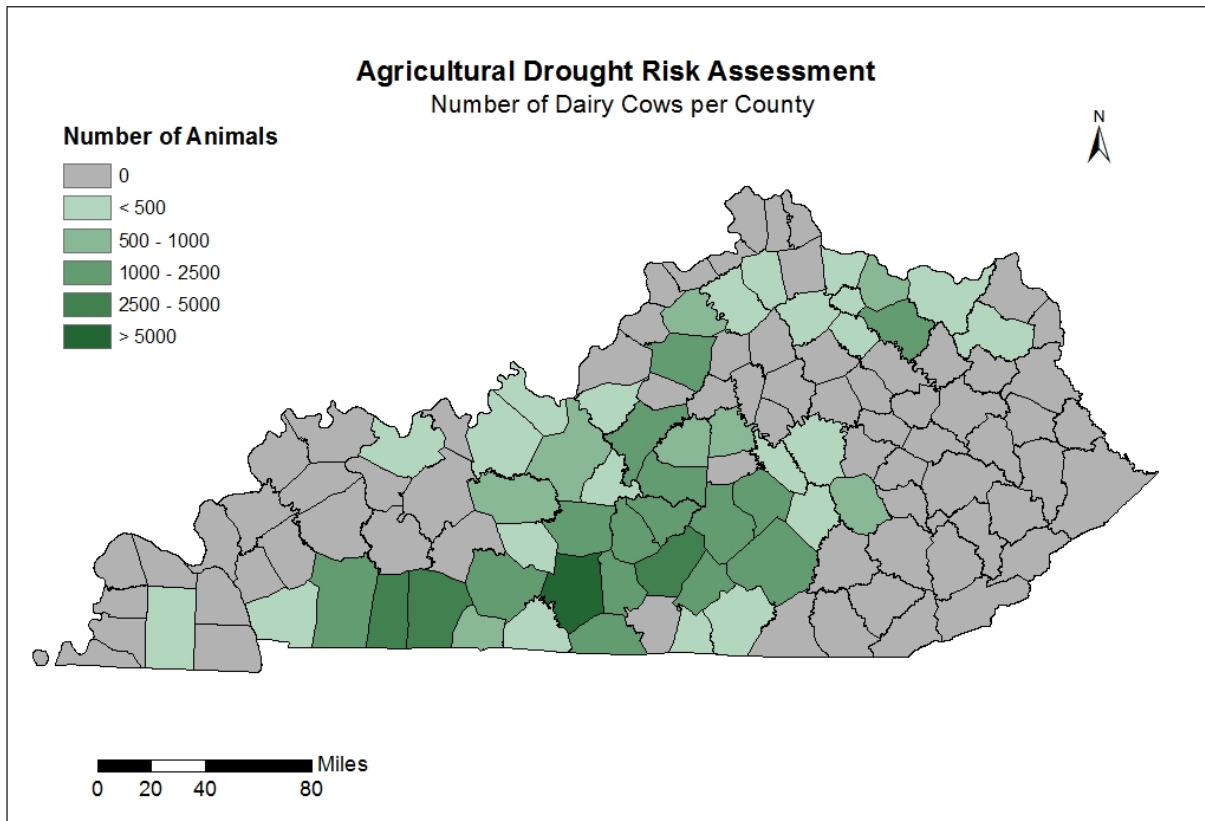 Agricultural Drought Risk Assessment
Number of Dairy Cows per County
Number of Animals
0
< 500
500 - 1000
1000 - 2500
2500 - 5000
> 5000
N
Miles
0 20 40 80